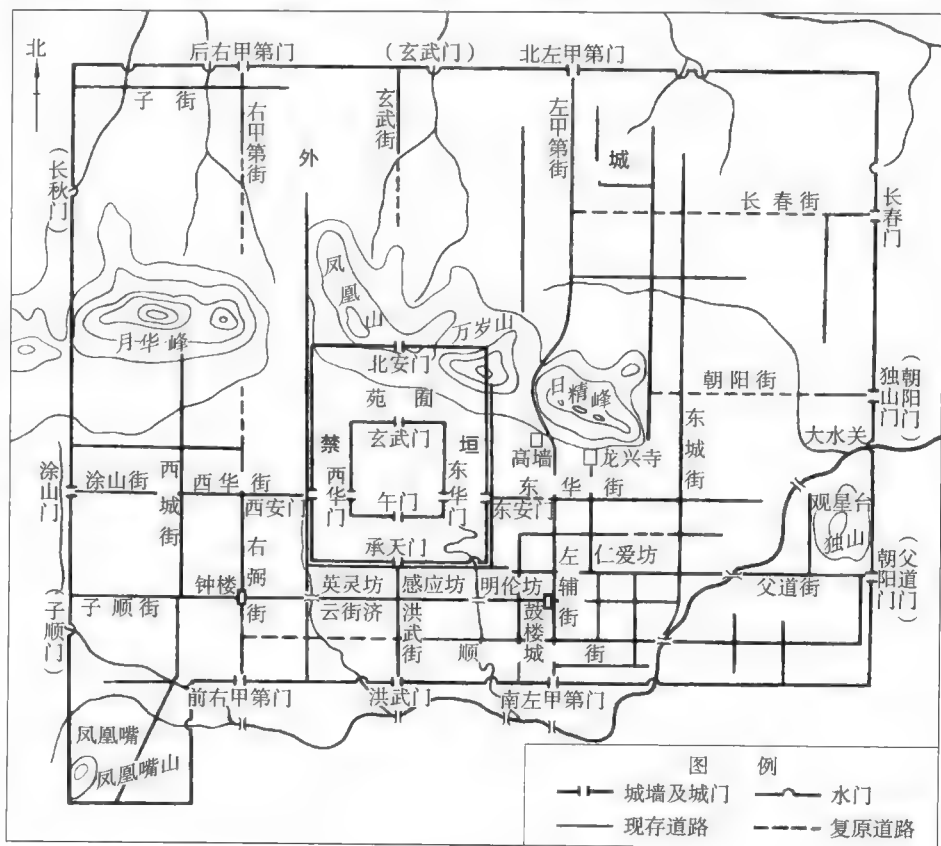 北
后右甲第门
（玄武门）
北左甲第门
子街
右甲第街
玄武街
左甲第街
外
城
（长秋门）
长春街
长春门
凤凰山
万岁山
月华峰
北安门
苑囿
日精峰
朝阳街
（朝阳门）
独山门
禁
玄武门
垣
高墙
龙兴寺
东城街
大水关
涂山门
涂山街
西城街
西华街
西安门
西华门
午门
东华门
东安门
东华街
观星台
独山
承天门
钟楼
右弼街
英灵坊
感应坊
明伦坊
左辅街
仁爱坊
父道街
（父道门）
朝阳门
子顺街
（子顺门）
云街济
洪武街
顺
鼓楼城
街
前右甲第门
洪武门
南左甲第门
凤凰嘴
凤凰嘴山
图例
城墙及城门
水门
现存道路
复原道路